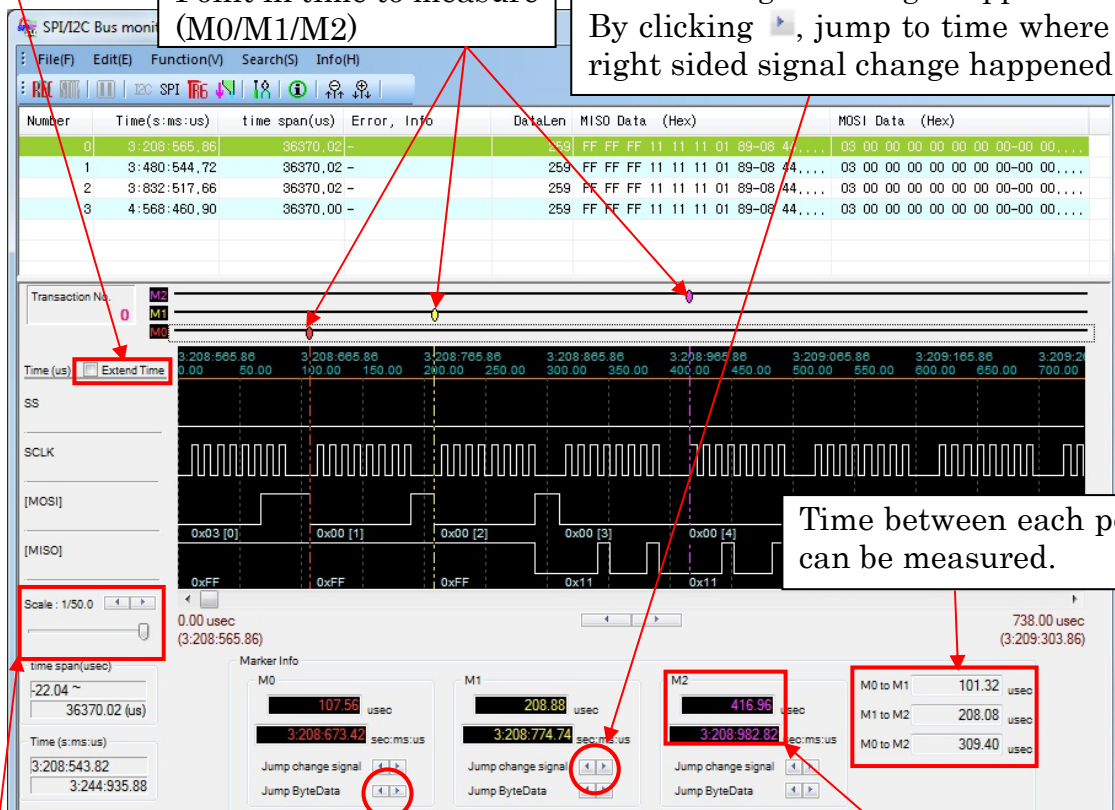 Point in time to measure
(M0/M1/M2)
By clicking , jump to time where
right sided signal change happened
SPI/I2C Bus monit
File(F) Edit(E) Function(V) Search(S) Info(H)
REC I2C SPI TRG
Number Time(s:ms:us) time span(us) Error, Info DataLen MISO Data (Hex) MOSI Data (Hex)
0 3:208:565,86 36370,02 - 259 FF FF FF 11 11 11 01 89-08 44,... 03 00 00 00 00 00 00 00-00 00,...
1 3:480:544,72 36370,02 - 259 FF FF FF 11 11 11 01 89-08 44,... 03 00 00 00 00 00 00 00-00 00,...
2 3:832:517,66 36370,02 - 259 FF FF FF 11 11 11 01 89-08 44,... 03 00 00 00 00 00 00 00-00 00,...
3 4:568:460,90 36370,00 - 259 FF FF FF 11 11 11 01 89-08 44,... 03 00 00 00 00 00 00 00-00 00,...
Transaction No. M2
0 M1
M0
3:208:565.86 3:208:665.86 3:208:765.86 3:208:865.86 3:208:965.86 3:209:065.86 3:209:165.86 3:209:2
Time (us) Extend Time 0.00 50.00 100.00 150.00 200.00 250.00 300.00 350.00 400.00 450.00 500.00 550.00 600.00 650.00 700.00
SS
SCLK
[MOSI]
0x03 [0] 0x00 [1] 0x00 [2] 0x00 [3] 0x00 [4]
Time between each p
can be measured.
[MISO]
0xFF 0xFF 0xFF 0x11 0x11
Scale : 1/50.0
0.00 usec 738.00 usec
(3:208:565.86) (3:209:303.86)
time span(usec)
-22.04 ~
36370.02 (us)
Time (s:ms:us)
3:208:543.82
3:244:935.88
Marker Info
M0 M1 M2
107.56 usec 208.88 usec 416.96 usec
3:208:673.42 sec:ms:us 3:208:774.74 sec:ms:us 3:208:982.82 sec:ms:us
Jump change signal Jump change signal Jump change signal
Jump ByteData Jump ByteData Jump ByteData
M0 to M1 101.32 usec
M1 to M2 208.08 usec
M0 to M2 309.40 usec